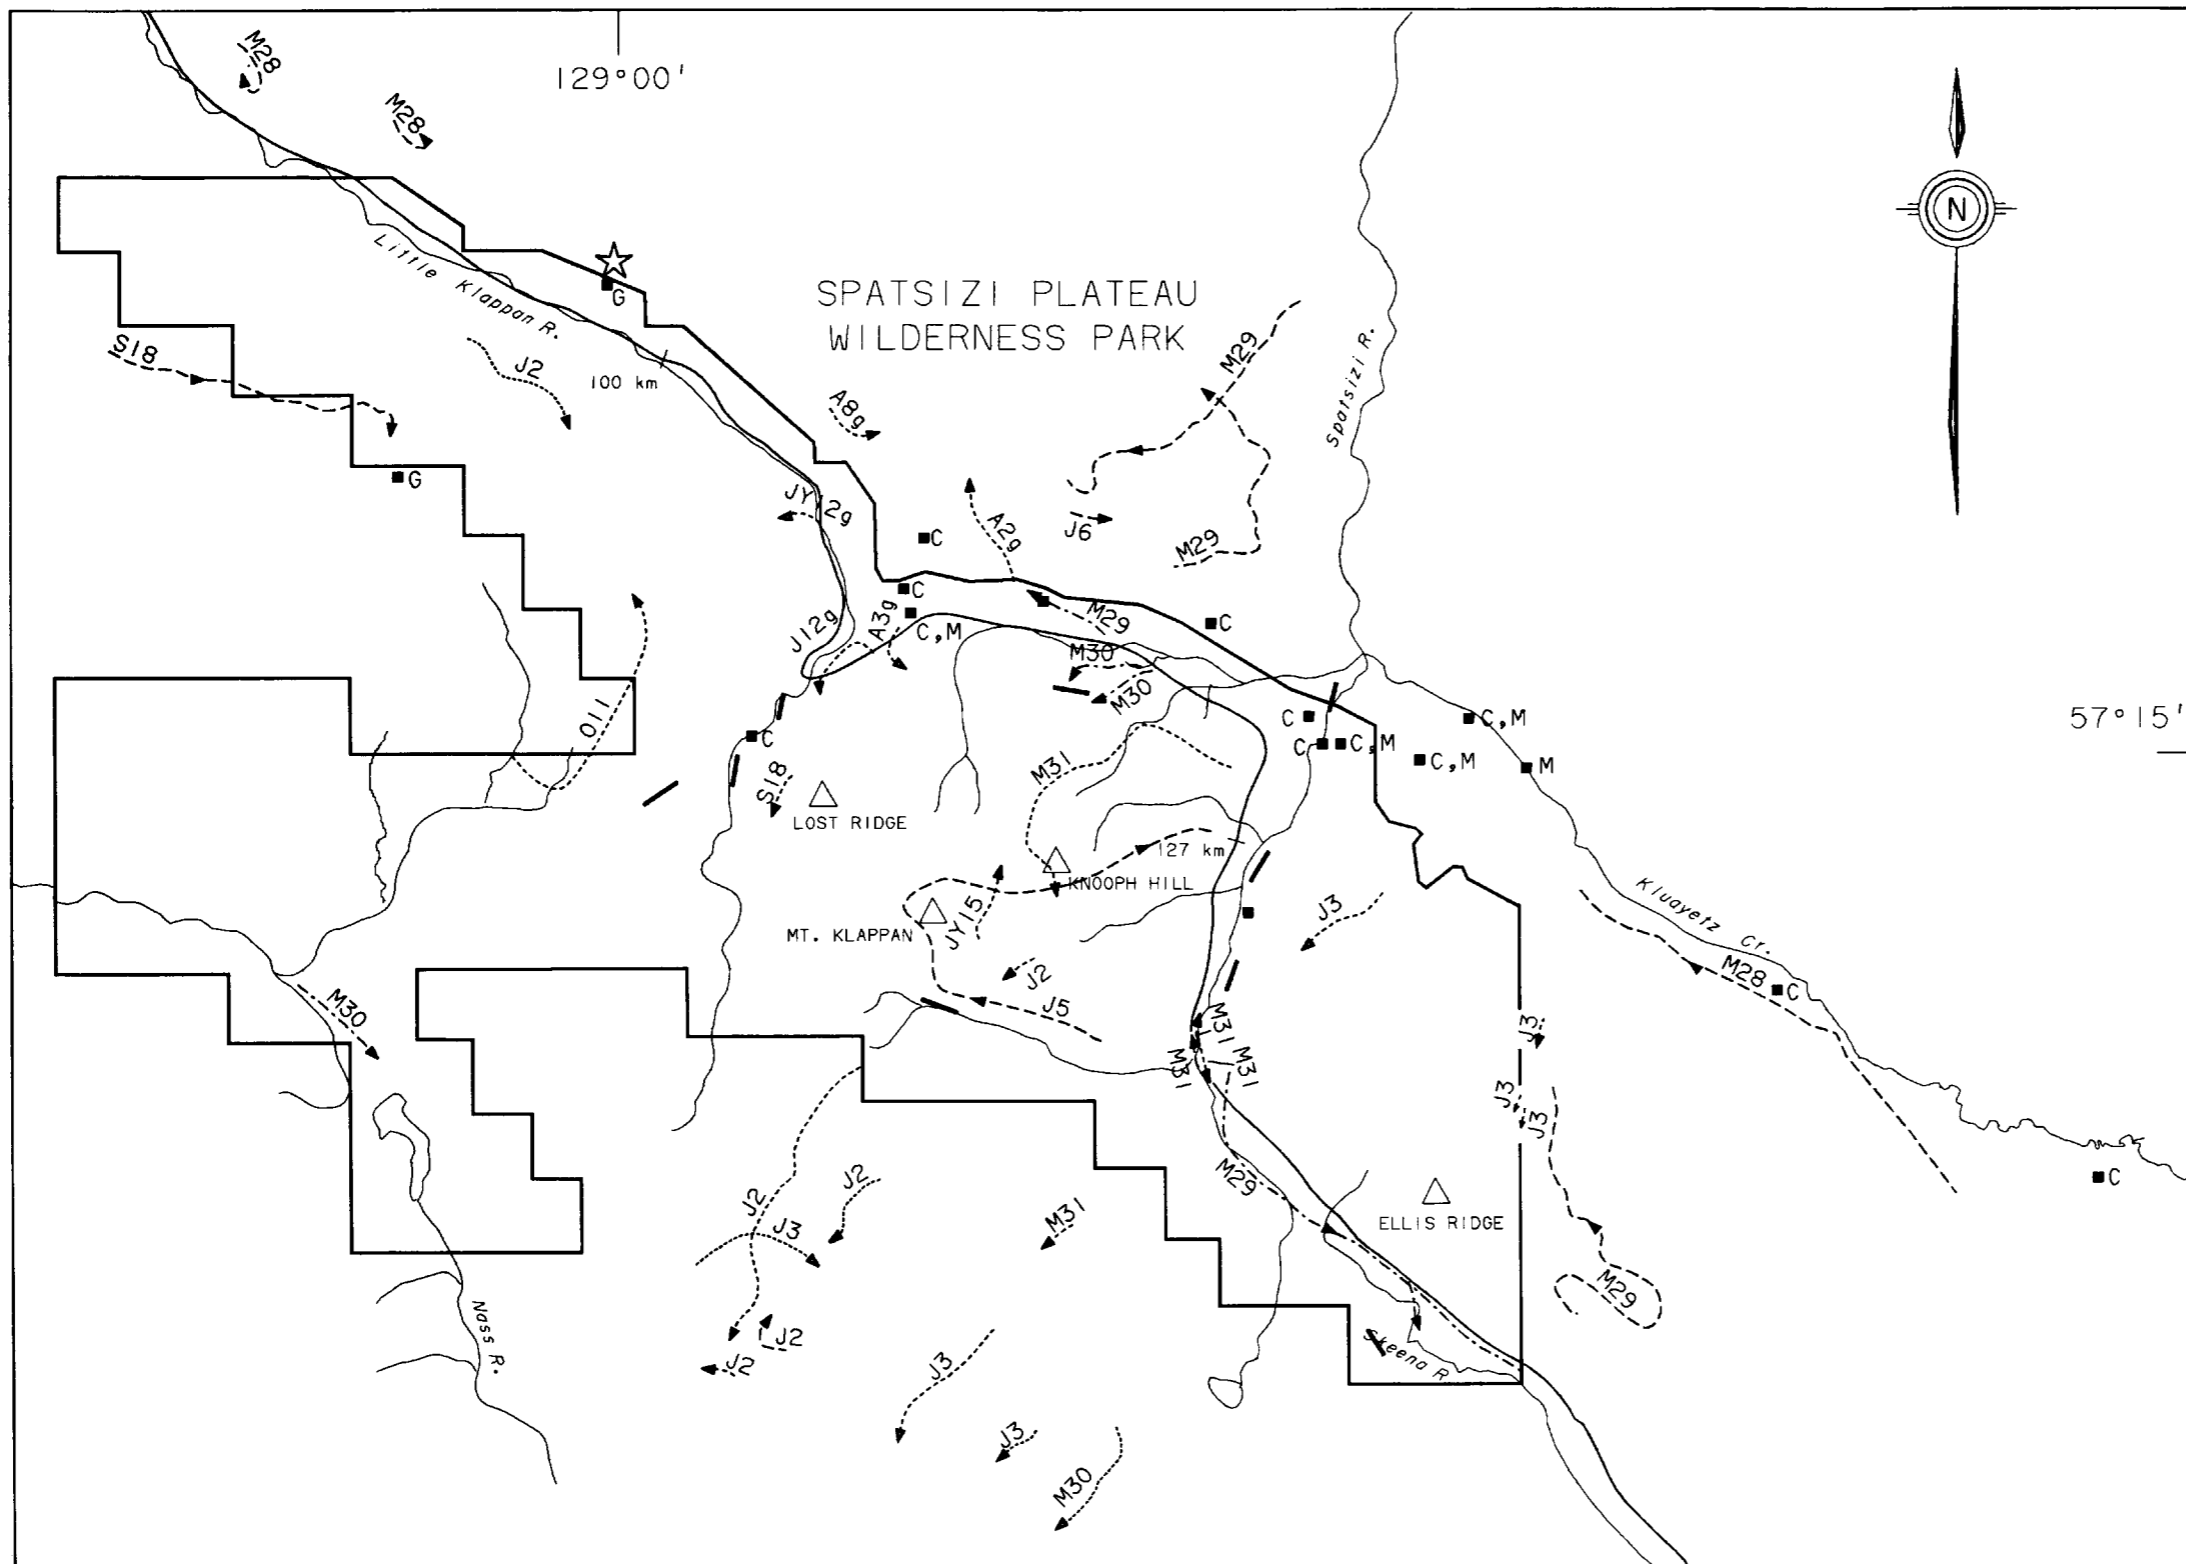 M28
129°00'
M28
N
Little Klappan R.
G
SPATSIZI PLATEAU
WILDERNESS PARK
S18
J2
100 km
M29
Spatsizi R.
A8g
G
JY12g
A2g
J6
C
M29
C
J12g
A3g
C,M
M29
C
M30
M30
O11
C
C
C
C,M
C,M
C,M
M
57°15'
S18
LOST RIDGE
M31
127 km
KNOOPH HILL
MT. KLAPPAN
JY15
J3
Kluayetz Cr.
M28
C
J2
J5
M30
M31
M31
M31
J3
J3
J3
C
M29
J2
J2
J3
M31
ELLIS RIDGE
M29
Nass R.
J2
J2
J3
Skeena R
J3
M30